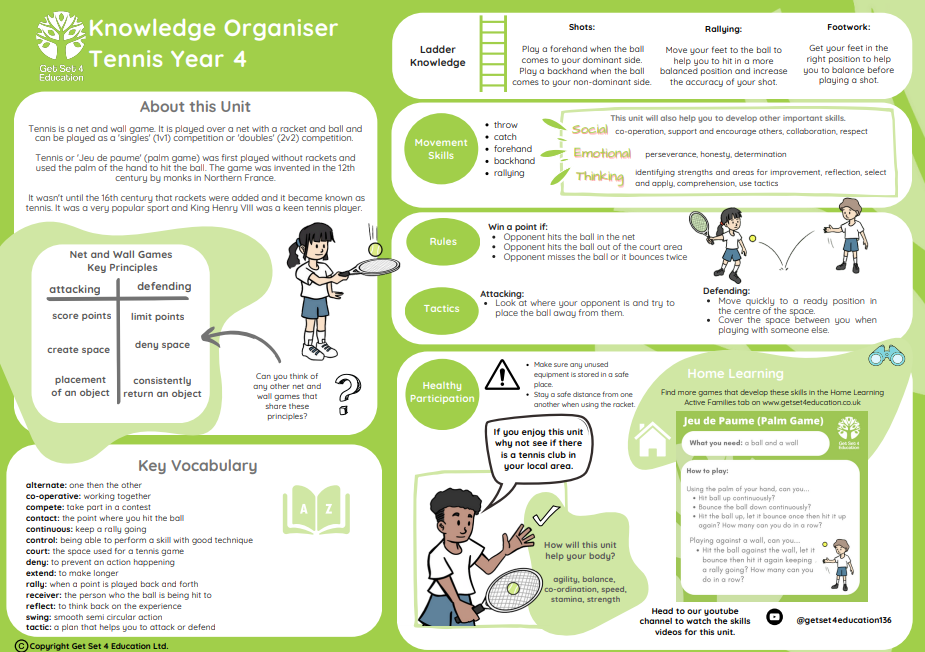 Get Set 4
Education
Knowledge Organiser
Tennis Year 4
About this Unit
Tennis is a net and wall game. It is played over a net with a racket and ball and
can be played as a 'singles' (1v1) competition or 'doubles' (2v2) competition.
Tennis or 'Jeu de paume' (palm game) was first played without rackets and
used the palm of the hand to hit the ball. The game was invented in the 12th
century by monks in Northern France.
It wasn't until the 16th century that rackets were added and it became known as
tennis. It was a very popular sport and King Henry VIII was a keen tennis player.
Net and Wall Games
Key Principles
attacking
defending
score points
limit points
create space
deny space
placement
of an object
consistently
return an object
Can you think of
any other net and
wall games that
share these
principles?
Key Vocabulary
alternate: one then the other
co-operative: working together
compete: take part in a contest
contact: the point where you hit the ball
continuous: keep a rally going
control: being able to perform a skill with good technique
court: the space used for a tennis game
deny: to prevent an action happening
extend: to make longer
rally: when a point is played back and forth
receiver: the person who the ball is being hit to
reflect: to think back on the experience
swing: smooth semi circular action
tactic: a plan that helps you to attack or defend
A Z
© Copyright Get Set 4 Education Ltd.
Ladder
Knowledge
Shots:
Play a forehand when the ball
comes to your dominant side.
Play a backhand when the ball
comes to your non-dominant side.
Rallying:
Move your feet to the ball to
help you to hit in a more
balanced position and increase
the accuracy of your shot.
Footwork:
Get your feet in the
right position to help
you to balance before
playing a shot.
Movement
Skills
• throw
• catch
• forehand
• backhand
• rallying
This unit will also help you to develop other important skills.
Social co-operation, support and encourage others, collaboration, respect
Emotional perseverance, honesty, determination
Thinking identifying strengths and areas for improvement, reflection, select
and apply, comprehension, use tactics
Rules
Win a point if:
• Opponent hits the ball in the net
• Opponent hits the ball out of the court area
• Opponent misses the ball or it bounces twice
Tactics
Attacking:
• Look at where your opponent is and try to
place the ball away from them.
Defending:
• Move quickly to a ready position in
the centre of the space.
• Cover the space between you when
playing with someone else.
Healthy
Participation
• Make sure any unused
equipment is stored in a safe
place.
• Stay a safe distance from one
another when using the racket.
If you enjoy this unit
why not see if there
is a tennis club in
your local area.
How will this unit
help your body?
agility, balance,
co-ordination, speed,
stamina, strength
Home Learning
Find more games that develop these skills in the Home Learning
Active Families tab on www.getset4education.co.uk
Jeu de Paume (Palm Game)
What you need: a ball and a wall
Get Set 4
Education
How to play:
Using the palm of your hand, can you...
• Hit ball up continuously?
• Bounce the ball down continuously?
• Hit the ball up, let it bounce once then hit it up
again? How many can you do in a row?
Playing against a wall, can you...
• Hit the ball against the wall, let it
bounce then hit it again keeping
a rally going? How many can you
do in a row?
Head to our youtube
channel to watch the skills
videos for this unit.
@getset4education136